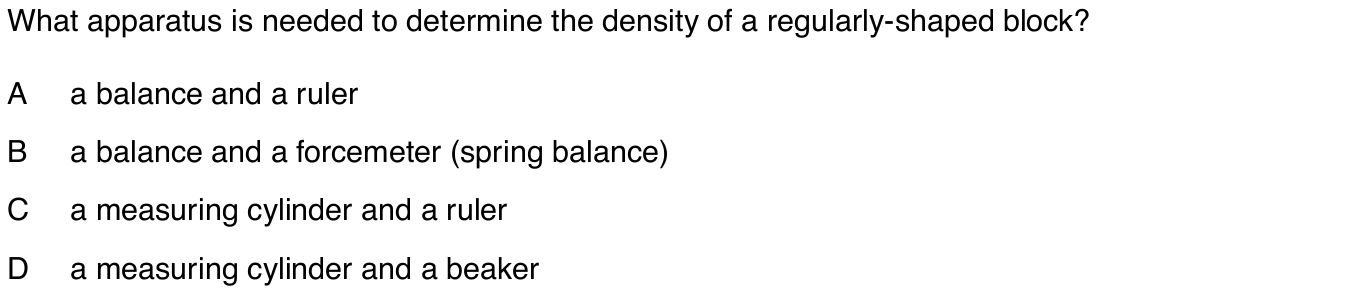 What apparatus is needed to determine the density of a regularly-shaped block?
A a balance and a ruler
B a balance and a forcemeter (spring balance)
C a measuring cylinder and a ruler
D a measuring cylinder and a beaker